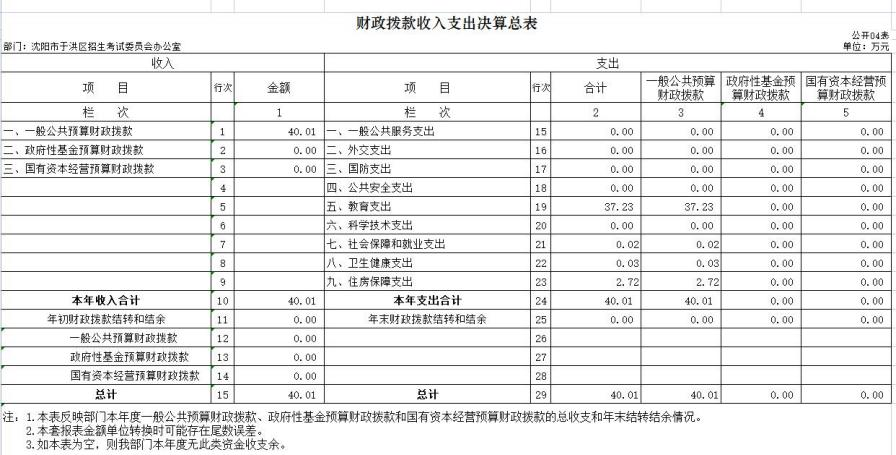 财政拨款收入支出决算总表
公开04表
部门：沈阳市于洪区招生考试委员会办公室 单位：万元
收入 支出
项 目 行次 金额 项 目 行次 合计 一般公共预算财政拨款 政府性基金预算财政拨款 国有资本经营预算财政拨款
栏 次 1 栏 次 2 3 4 5
一、一般公共预算财政拨款 1 40.01 一、一般公共服务支出 15 0.00 0.00 0.00 0.00
二、政府性基金预算财政拨款 2 0.00 二、外交支出 16 0.00 0.00 0.00 0.00
三、国有资本经营预算财政拨款 3 0.00 三、国防支出 17 0.00 0.00 0.00 0.00
4 四、公共安全支出 18 0.00 0.00 0.00 0.00
5 五、教育支出 19 37.23 37.23 0.00 0.00
6 六、科学技术支出 20 0.00 0.00 0.00 0.00
7 七、社会保障和就业支出 21 0.02 0.02 0.00 0.00
8 八、卫生健康支出 22 0.03 0.03 0.00 0.00
9 九、住房保障支出 23 2.72 2.72 0.00 0.00
本年收入合计 10 40.01 本年支出合计 24 40.01 40.01 0.00 0.00
年初财政拨款结转和结余 11 0.00 年末财政拨款结转和结余 25 0.00 0.00 0.00 0.00
一般公共预算财政拨款 12 0.00 26
政府性基金预算财政拨款 13 0.00 27
国有资本经营预算财政拨款 14 0.00 28
总计 15 40.01 总计 29 40.01 40.01 0.00 0.00
注：1.本表反映部门本年度一般公共预算财政拨款、政府性基金预算财政拨款和国有资本经营预算财政拨款的总收支和年末结转结余情况。
2.本套报表金额单位转换时可能存在尾数误差。
3.如本表为空，则我部门本年度无此类资金收支余。